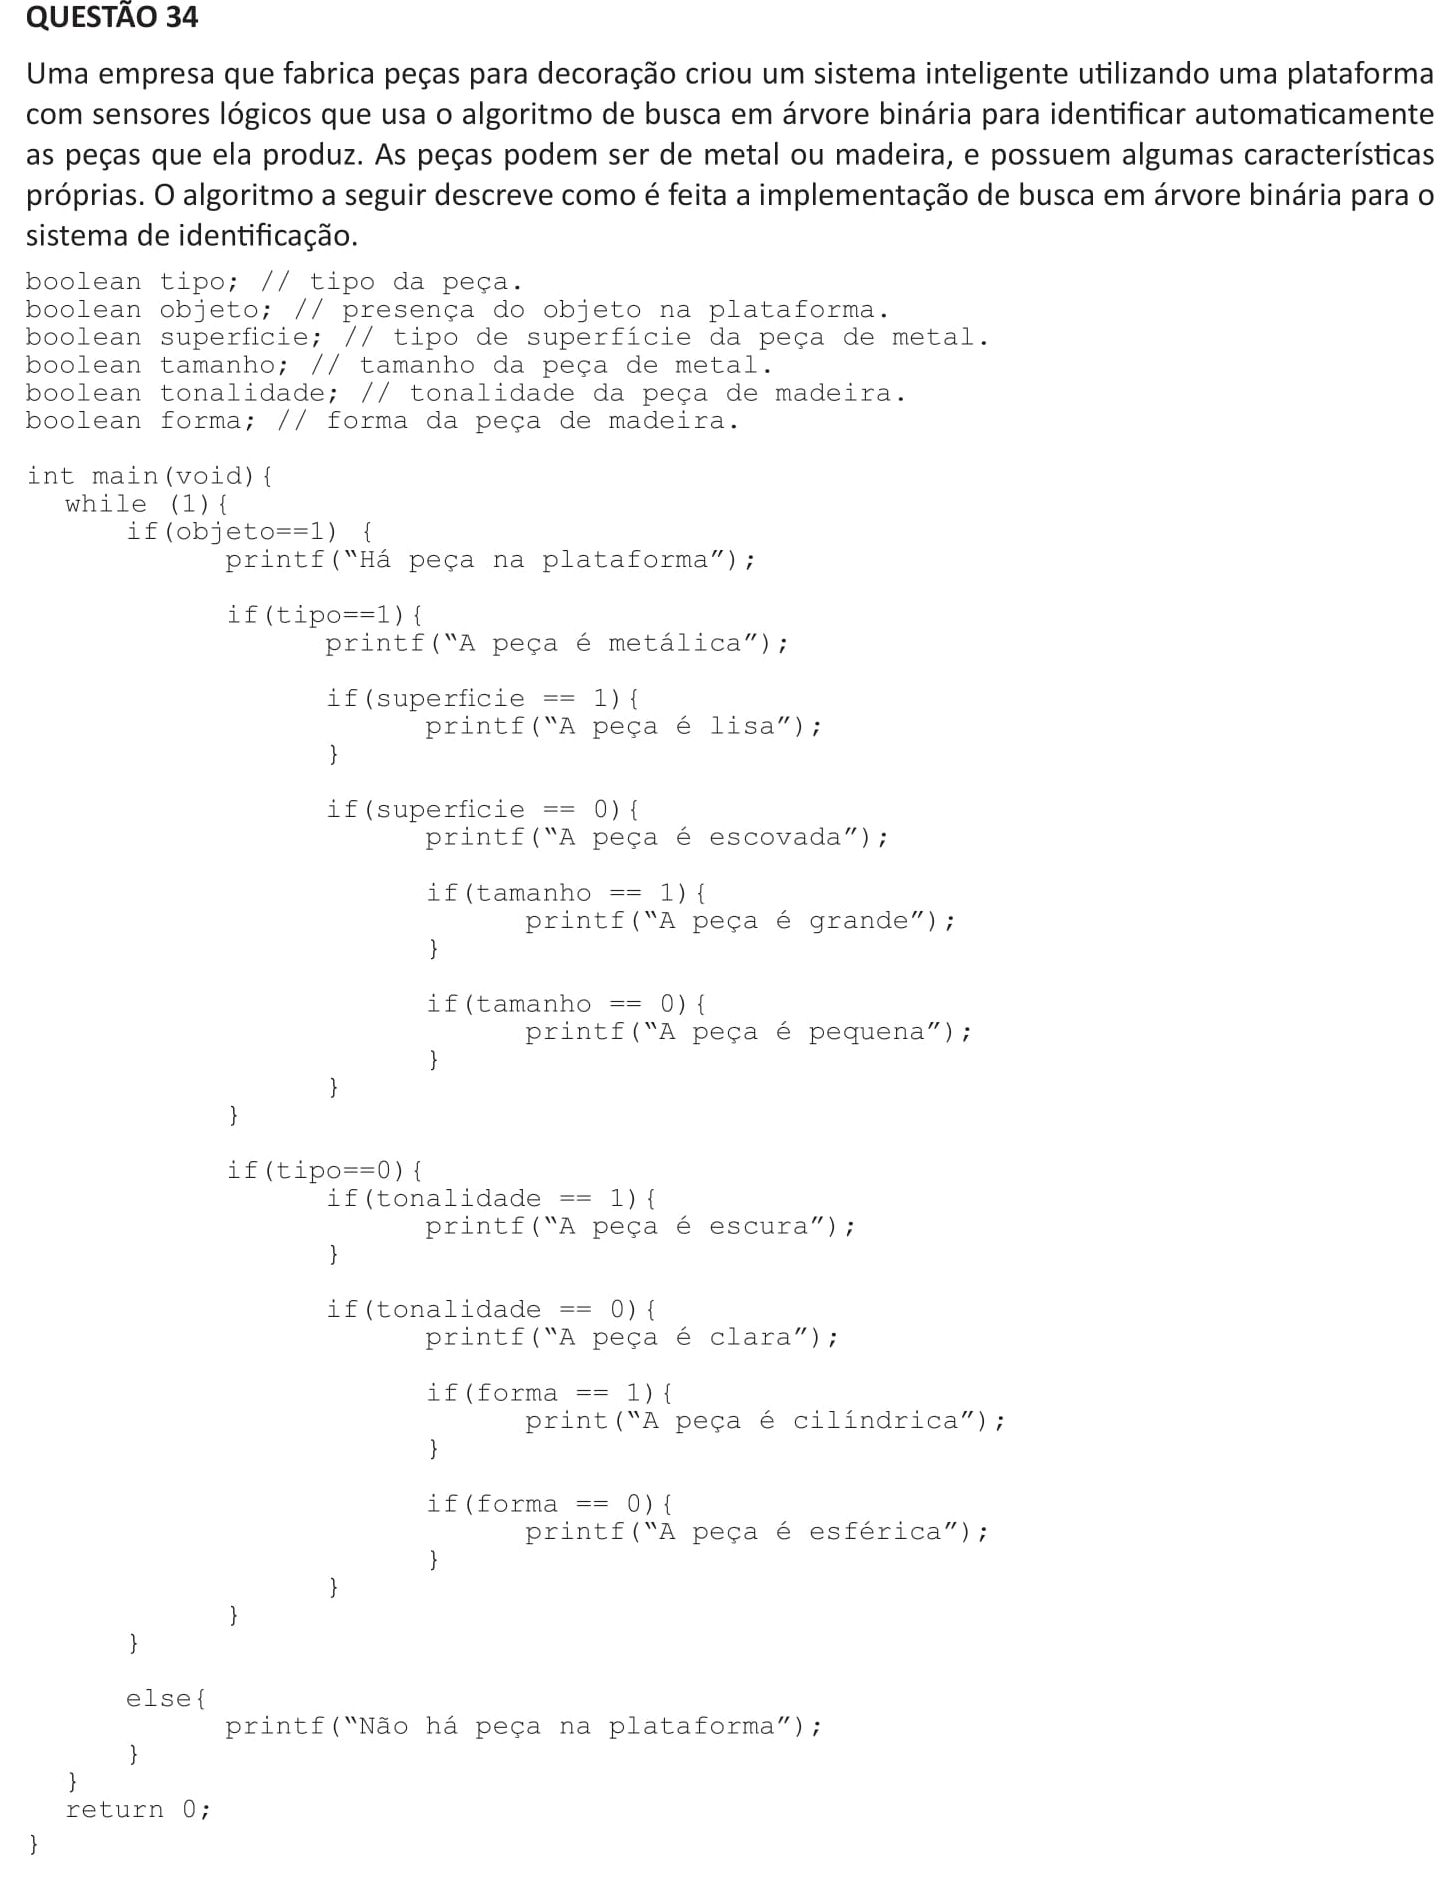 QUESTÃO 34
Uma empresa que fabrica peças para decoração criou um sistema inteligente utilizando uma plataforma
com sensores lógicos que usa o algoritmo de busca em árvore binária para identificar automaticamente
as peças que ela produz. As peças podem ser de metal ou madeira, e possuem algumas características
próprias. O algoritmo a seguir descreve como é feita a implementação de busca em árvore binária para o
sistema de identificação.
boolean tipo; // tipo da peça.
boolean objeto; // presença do objeto na plataforma.
boolean superficie; // tipo de superfície da peça de metal.
boolean tamanho; // tamanho da peça de metal.
boolean tonalidade; // tonalidade da peça de madeira.
boolean forma; // forma da peça de madeira.
int main(void){
while (1){
if(objeto==1) {
printf(“Há peça na plataforma”);
if(tipo==1){
printf(“A peça é metálica”);
if(superficie == 1){
printf(“A peça é lisa”);
}
if(superficie == 0){
printf(“A peça é escovada”);
if(tamanho == 1){
printf(“A peça é grande”);
}
if(tamanho == 0){
printf(“A peça é pequena”);
}
}
}
if(tipo==0){
if(tonalidade == 1){
printf(“A peça é escura”);
}
if(tonalidade == 0){
printf(“A peça é clara”);
if(forma == 1){
print(“A peça é cilíndrica”);
}
if(forma == 0){
printf(“A peça é esférica”);
}
}
}
}
else{
printf(“Não há peça na plataforma”);
}
}
return 0;
}